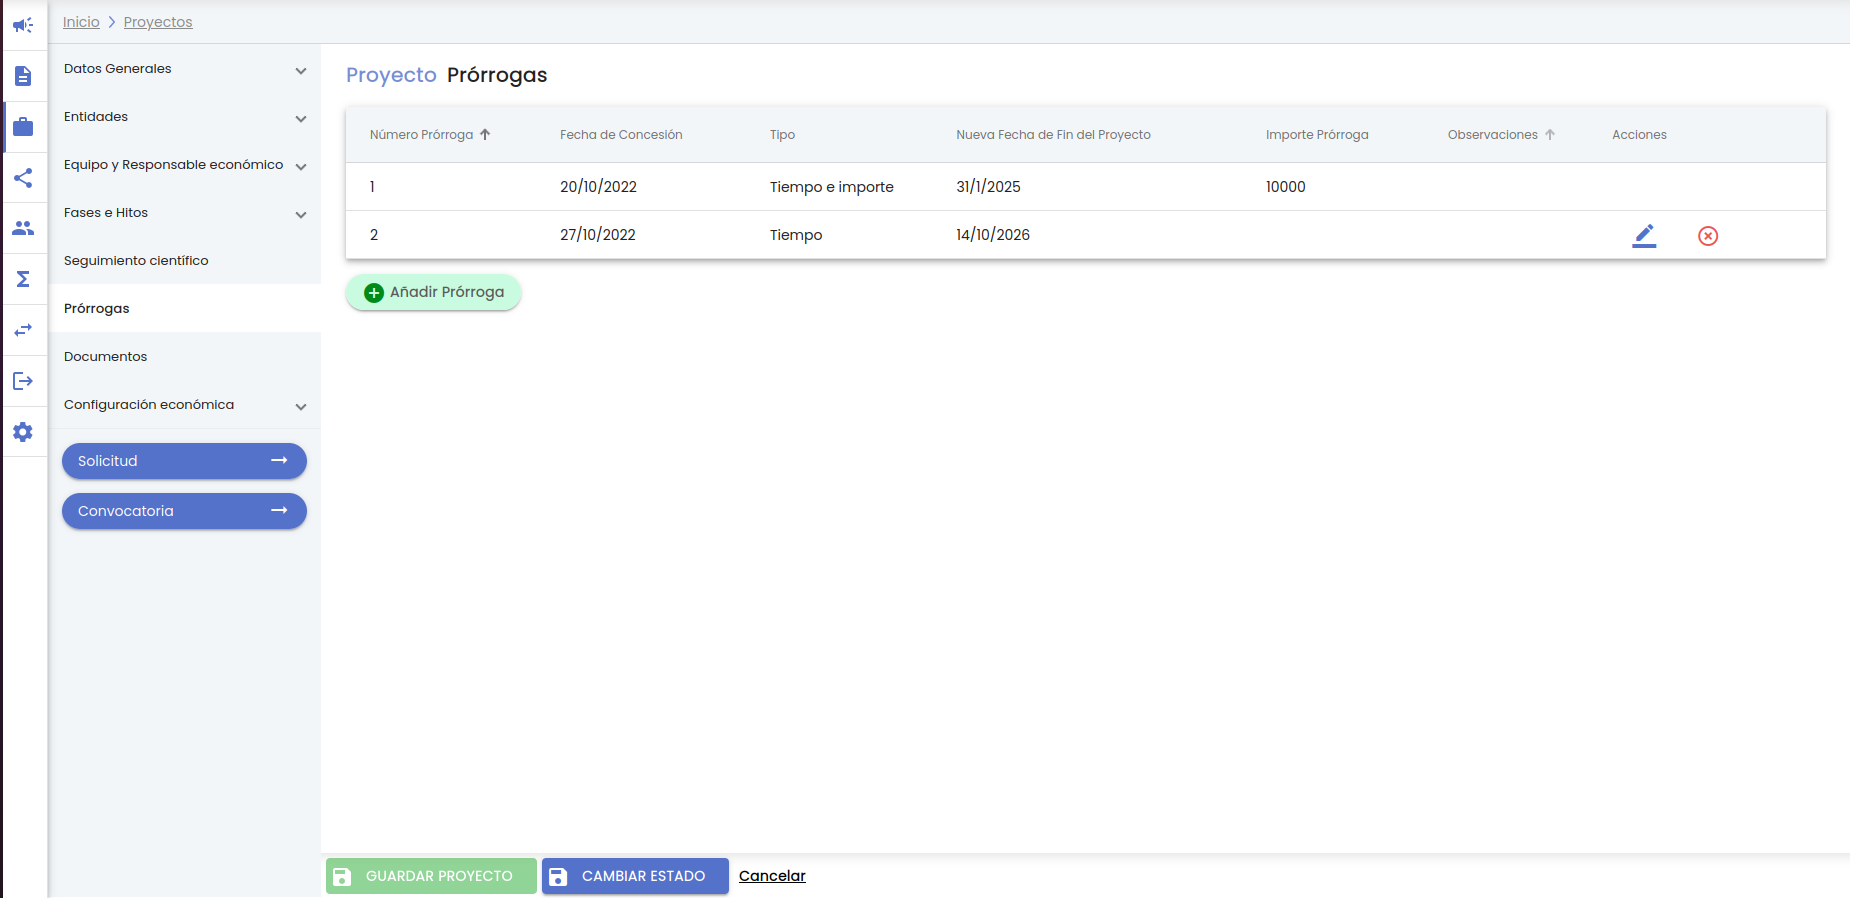 Inicio > Proyectos
Datos Generales
Entidades
Equipo y Responsable económico
Fases e Hitos
Seguimiento científico
Prórrogas
Documentos
Configuración económica
Solicitud
Convocatoria
Proyecto Prórrogas
Número Prórroga Fecha de Concesión Tipo Nueva Fecha de Fin del Proyecto Importe Prórroga Observaciones Acciones
1 20/10/2022 Tiempo e importe 31/1/2025 10000
2 27/10/2022 Tiempo 14/10/2026
Añadir Prórroga
GUARDAR PROYECTO CAMBIAR ESTADO Cancelar